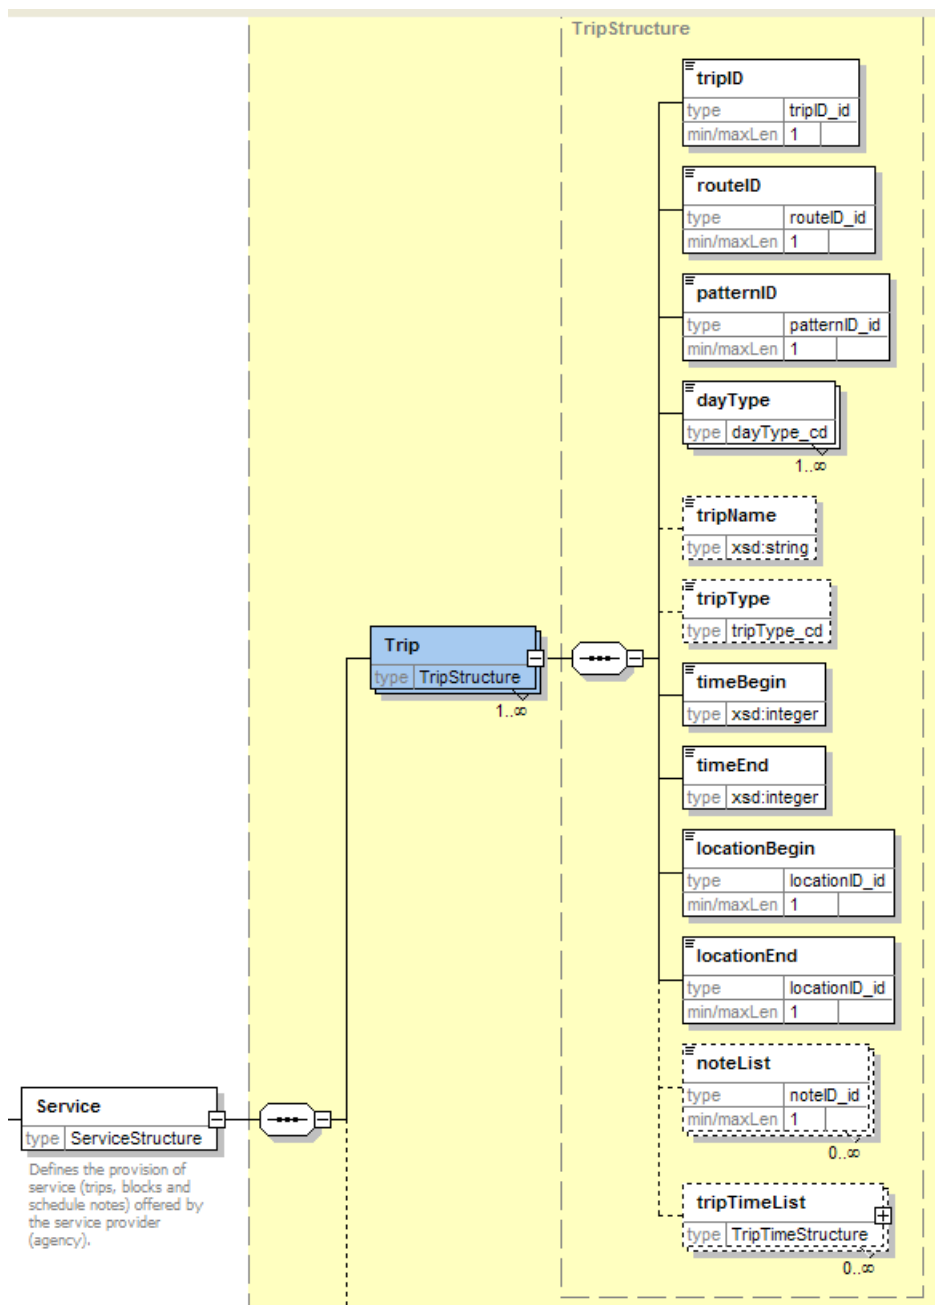 TripStructure
tripID
type tripID_id
min/maxLen 1
routeID
type routeID_id
min/maxLen 1
patternID
type patternID_id
min/maxLen 1
dayType
type dayType_cd
1..∞
tripName
type xsd:string
tripType
type tripType_cd
Trip
type TripStructure
1..∞
timeBegin
type xsd:integer
timeEnd
type xsd:integer
locationBegin
type locationID_id
min/maxLen 1
locationEnd
type locationID_id
min/maxLen 1
noteList
type noteID_id
min/maxLen 1
0..∞
Service
type ServiceStructure
Defines the provision of
service (trips, blocks and
schedule notes) offered by
the service provider
(agency).
tripTimeList
type TripTimeStructure
0..∞